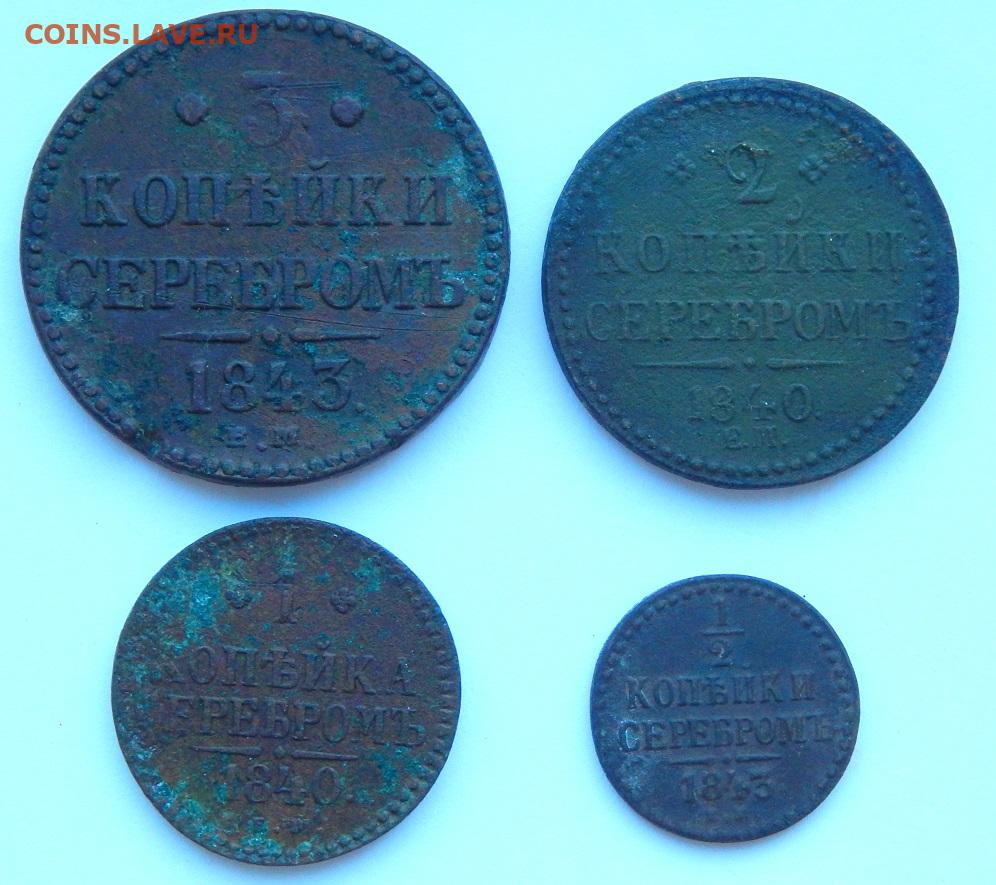 COINS.LAVE.РУ
3
КОПѢЙКИ
СЕРЕБРОМЪ
1843.
Е.М
2
КОПѢЙКИ
СЕРЕБРОМЪ
1840.
Е.М.
1
КОПѢЙКА
СЕРЕБРОМЪ
1840.
Е.М
1/2
КОПѢЙКИ
СЕРЕБРОМЪ
1843